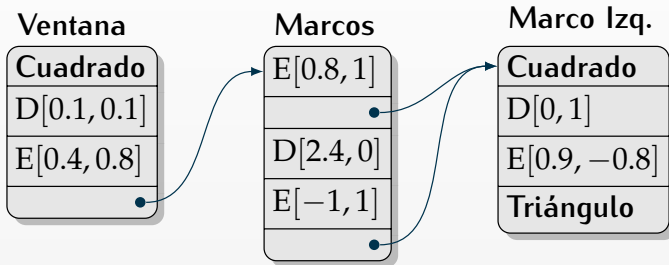 Ventana
Cuadrado
D[0.1, 0.1]
E[0.4, 0.8]
Marcos
E[0.8, 1]
D[2.4, 0]
E[−1, 1]
Marco Izq.
Cuadrado
D[0, 1]
E[0.9, −0.8]
Triángulo